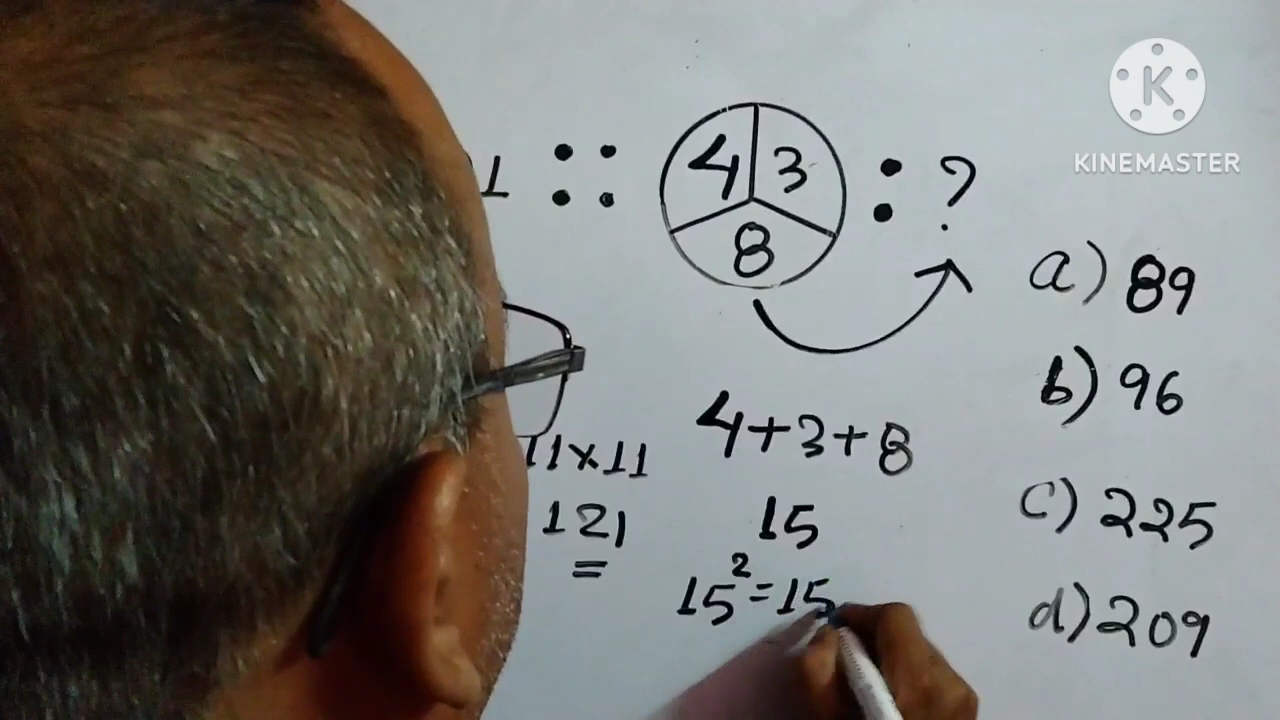 1 :: 4 3 8 : ?
a) 89
b) 96
c) 225
d) 209
11×11
121
4+3+8
15
15²=15
K
KINEMASTER